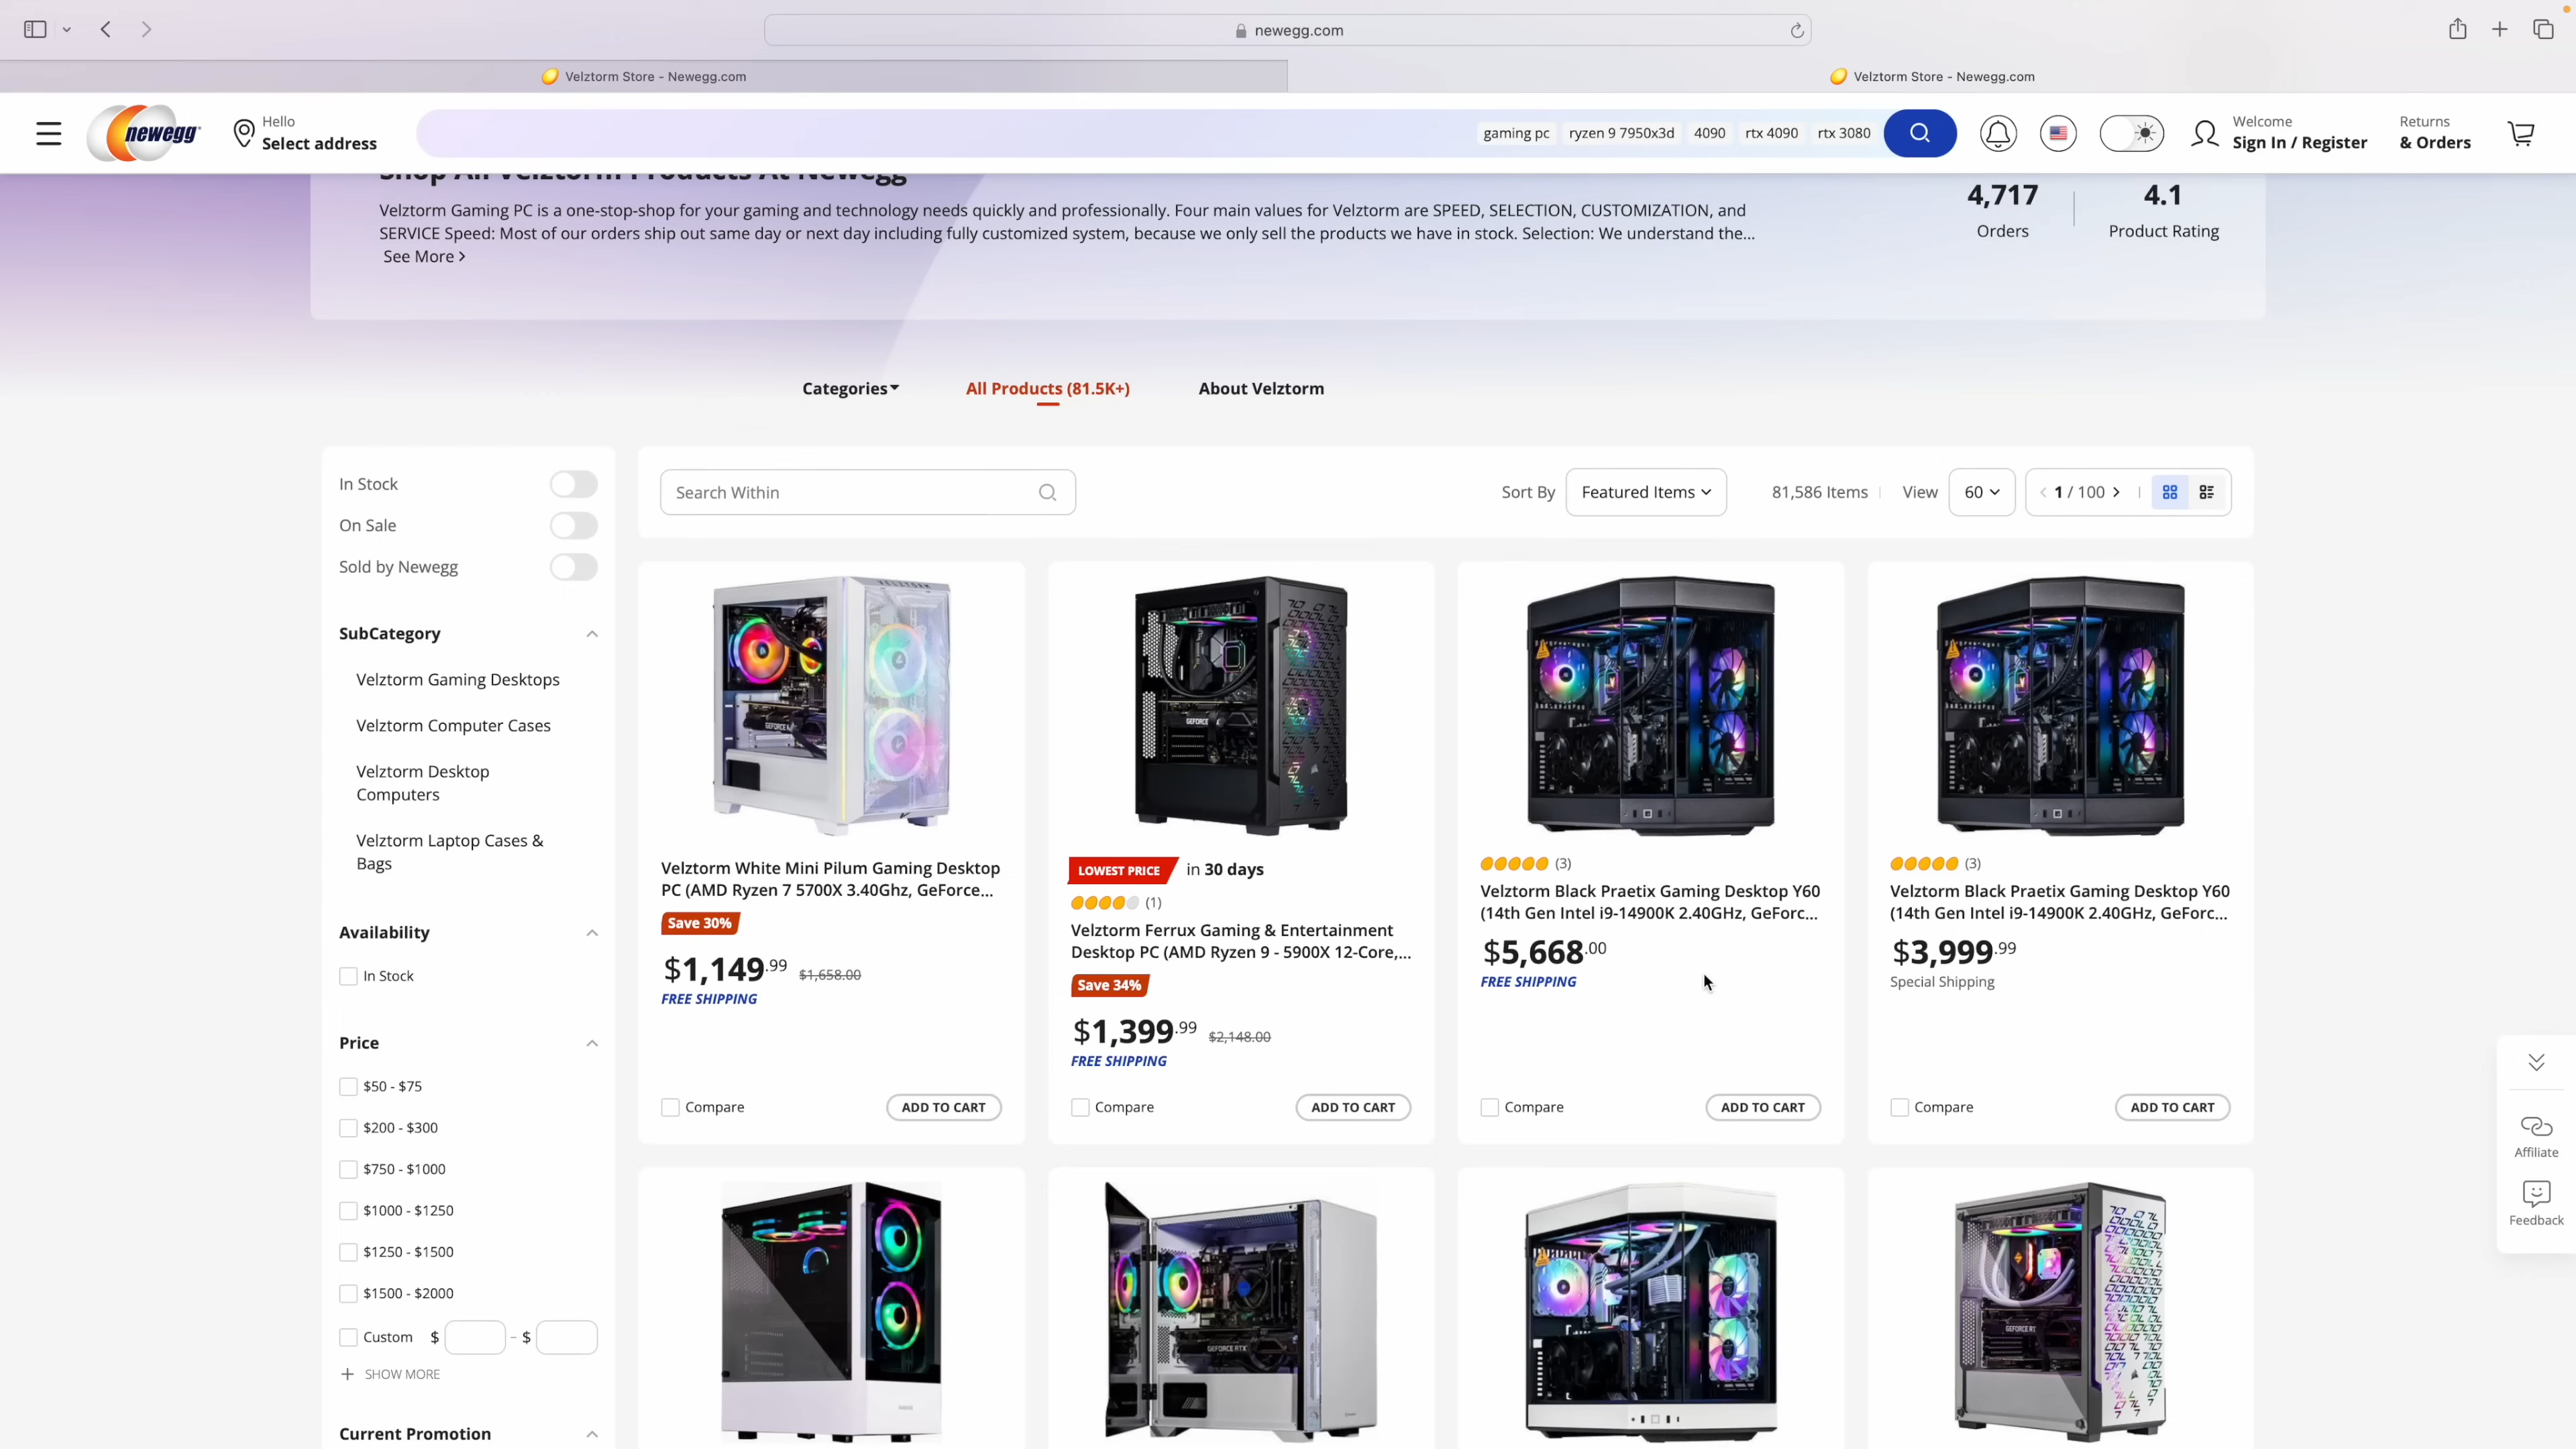 newegg.com
Velztorm Store - Newegg.com
Velztorm Store - Newegg.com
newegg
Hello
Select address
gaming pc
ryzen 9 7950x3d
4090
rtx 4090
rtx 3080
Welcome
Sign In / Register
Returns
& Orders
Shop All Velztorm Products At Newegg
Velztorm Gaming PC is a one-stop-shop for your gaming and technology needs quickly and professionally. Four main values for Velztorm are SPEED, SELECTION, CUSTOMIZATION, and
SERVICE Speed: Most of our orders ship out same day or next day including fully customized system, because we only sell the products we have in stock. Selection: We understand the...
See More >
4,717
Orders
4.1
Product Rating
Categories
All Products (81.5K+)
About Velztorm
In Stock
On Sale
Sold by Newegg
SubCategory
Velztorm Gaming Desktops
Velztorm Computer Cases
Velztorm Desktop
Computers
Velztorm Laptop Cases &
Bags
Availability
In Stock
Price
$50 - $75
$200 - $300
$750 - $1000
$1000 - $1250
$1250 - $1500
$1500 - $2000
Custom $ - $
+ SHOW MORE
Current Promotion
Search Within
Sort By
Featured Items
81,586 Items
View
60
1 / 100
Velztorm White Mini Pilum Gaming Desktop
PC (AMD Ryzen 7 5700X 3.40Ghz, GeForce...
Save 30%
$1,149.99 $1,658.00
FREE SHIPPING
Compare
ADD TO CART
LOWEST PRICE in 30 days
(1)
Velztorm Ferrux Gaming & Entertainment
Desktop PC (AMD Ryzen 9 - 5900X 12-Core,...
Save 34%
$1,399.99 $2,148.00
FREE SHIPPING
Compare
ADD TO CART
(3)
Velztorm Black Praetix Gaming Desktop Y60
(14th Gen Intel i9-14900K 2.40GHz, GeForc...
$5,668.00
FREE SHIPPING
Compare
ADD TO CART
(3)
Velztorm Black Praetix Gaming Desktop Y60
(14th Gen Intel i9-14900K 2.40GHz, GeForc...
$3,999.99
Special Shipping
Compare
ADD TO CART
GEFORCE RTX
GEFORCE RT
Affiliate
Feedback